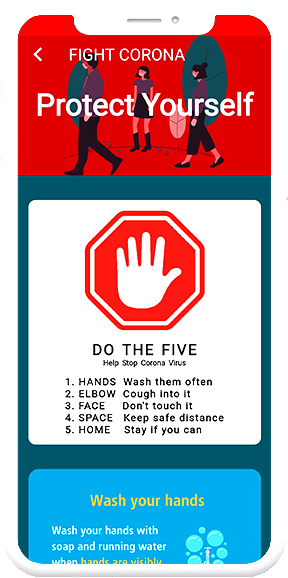 FIGHT CORONA
Protect Yourself
DO THE FIVE
Help Stop Corona Virus
1. HANDS Wash them often
2. ELBOW Cough Into it
3. FACE Don't touch it
4. SPACE Keep safe distance
5. HOME Stay if you can
Wash your hands
Wash your hands with
soap and running water
when hands are visibly